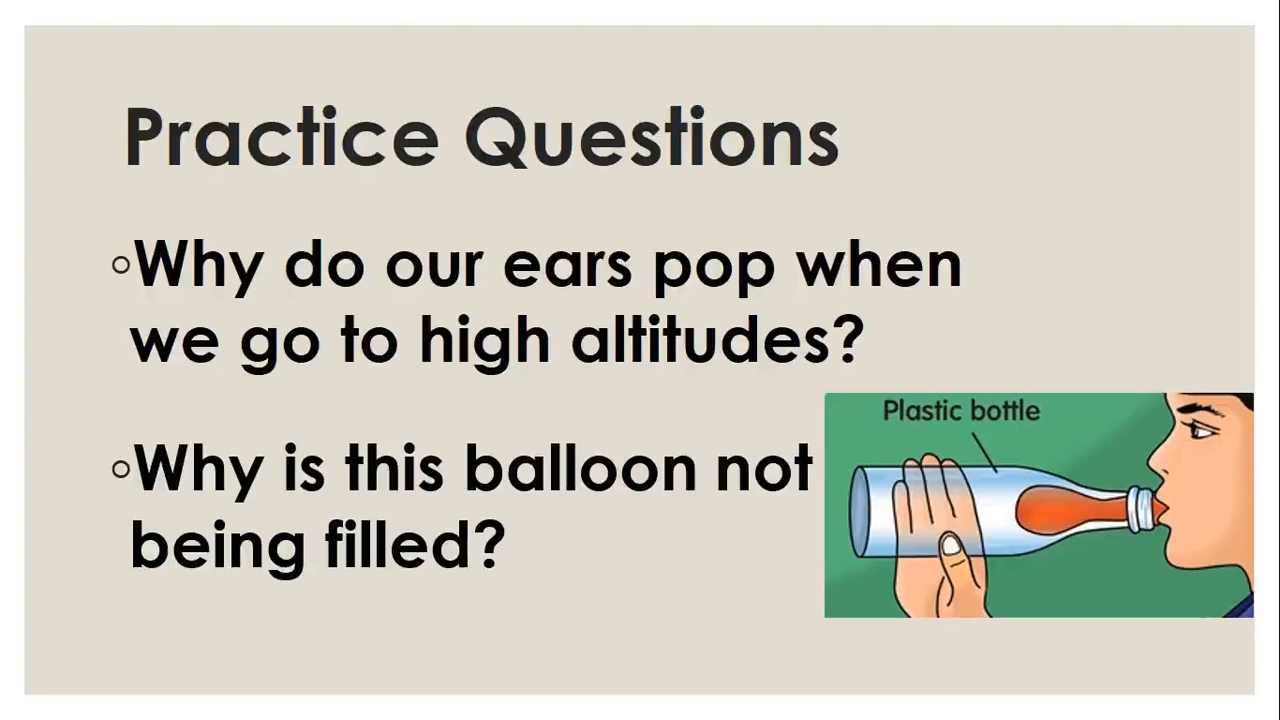 Practice Questions
◦Why do our ears pop when
we go to high altitudes?
Plastic bottle
◦Why is this balloon not
being filled?